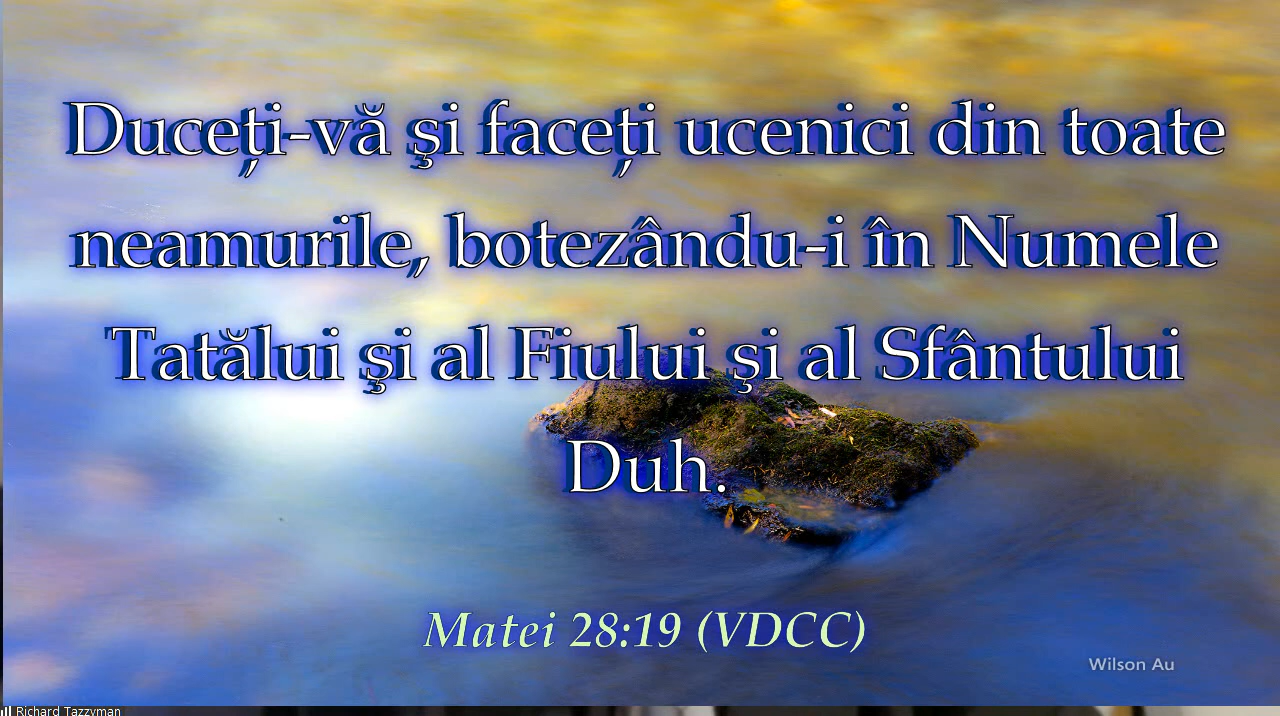 Duceți-vă şi faceți ucenici din toate
neamurile, botezându-i în Numele
Tatălui şi al Fiului şi al Sfântului
Duh.
Matei 28:19 (VDCC)
Wilson Au
Richard Tazzyman